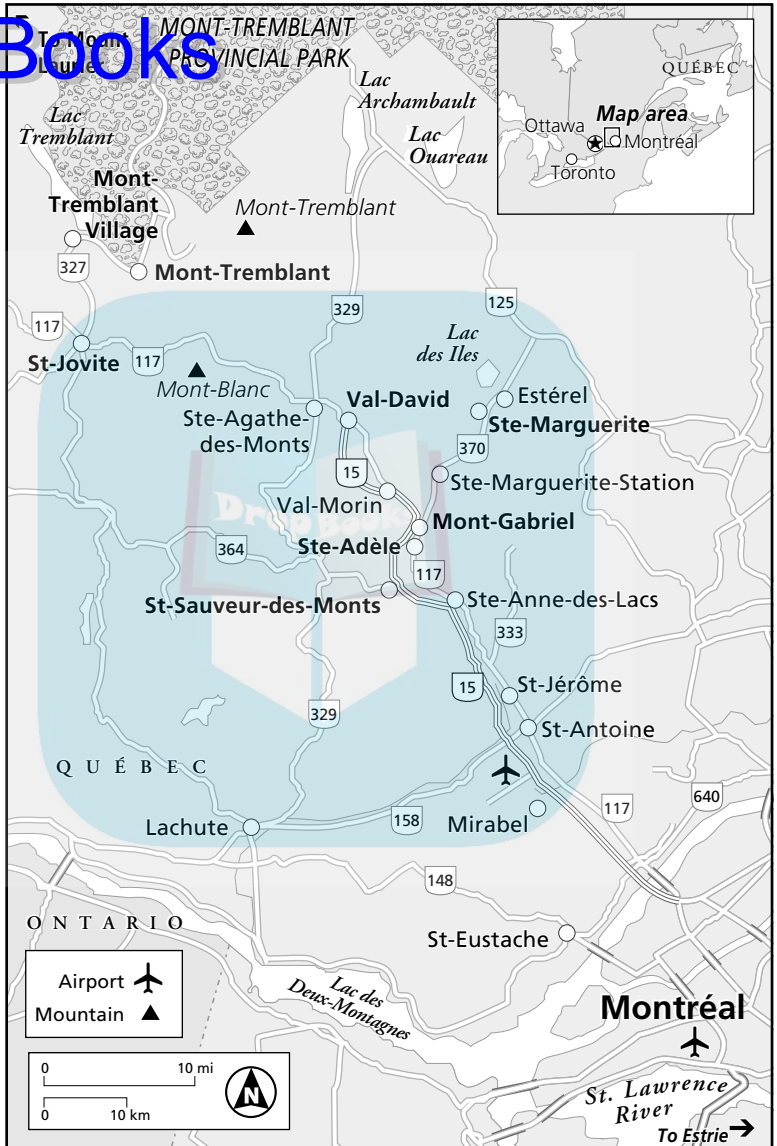 Books
To Mount
Laurier
MONT-TREMBLANT
PROVINCIAL PARK
Lac
Tremblant
Lac
Archambault
Lac
Ouareau
QUÉBEC
Ottawa
Map area
Montréal
Toronto
Mont-
Tremblant
Village
Mont-Tremblant
327
Mont-Tremblant
117
St-Jovite
117
329
125
Lac
des Iles
Mont-Blanc
Ste-Agathe-
des-Monts
Val-David
Estérel
Ste-Marguerite
370
15
Val-Morin
Ste-Marguerite-Station
Drop Books
Mont-Gabriel
364
Ste-Adèle
117
St-Sauveur-des-Monts
Ste-Anne-des-Lacs
333
15
St-Jérôme
329
St-Antoine
QUÉBEC
640
117
Lachute
158
Mirabel
148
ONTARIO
St-Eustache
Airport
Mountain
Lac des
Deux-Montagnes
Montréal
0 10 mi
0 10 km
N
St. Lawrence
River
To Estrie